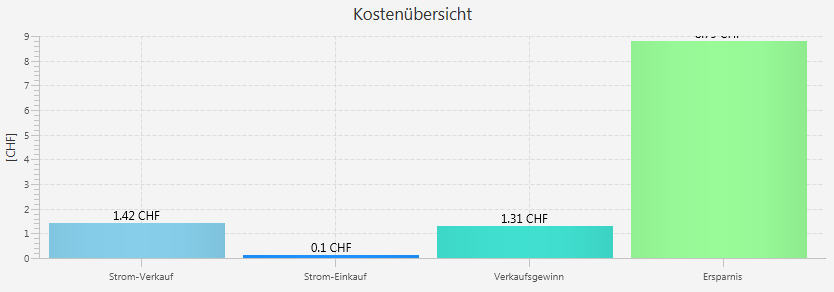 Kostenübersicht
[CHF]
9
8
7
6
5
4
3
2
1
0
1.42 CHF
0.1 CHF
1.31 CHF
Strom-Verkauf
Strom-Einkauf
Verkaufsgewinn
Ersparnis